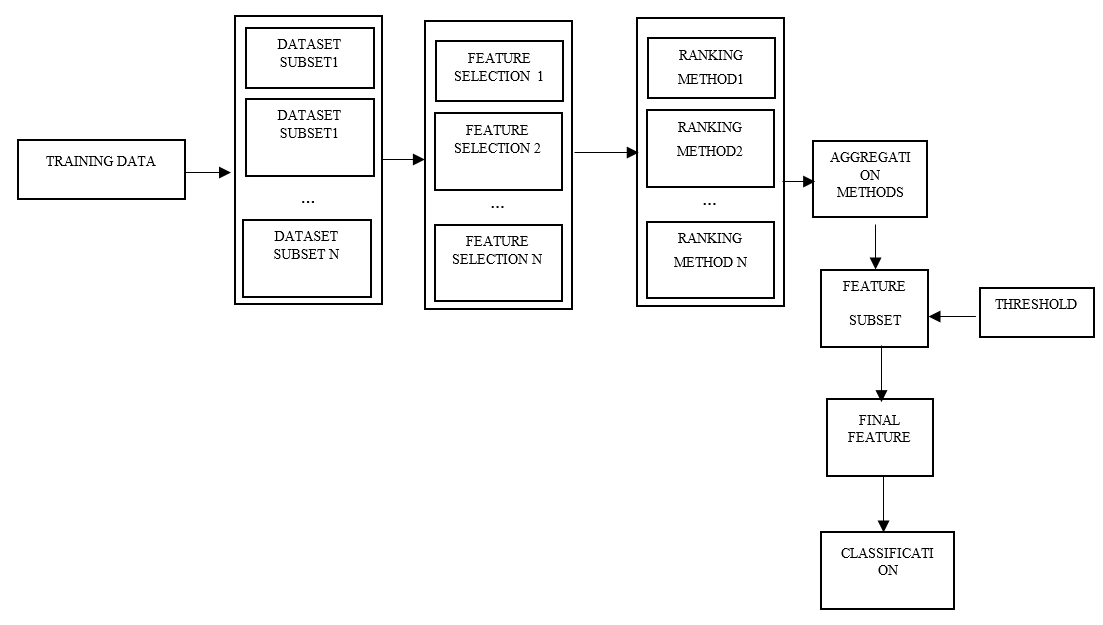 TRAINING DATA
DATASET
SUBSET1
DATASET
SUBSET1
...
DATASET
SUBSET N
FEATURE
SELECTION  1
FEATURE
SELECTION 2
...
FEATURE
SELECTION N
RANKING
METHOD1
RANKING
METHOD2
...
RANKING
METHOD N
AGGREGATI
ON
METHODS
FEATURE
SUBSET
THRESHOLD
FINAL
FEATURE
CLASSIFICATI
ON